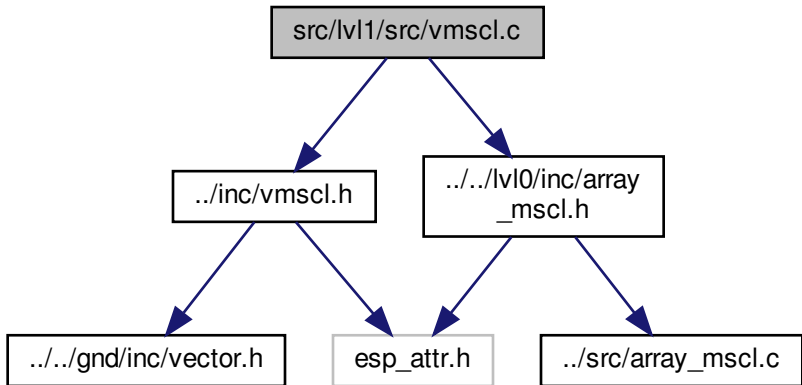 src/lvl1/src/vmscl.c
../inc/vmscl.h
../../lvl0/inc/array
_mscl.h
../../gnd/inc/vector.h
esp_attr.h
../src/array_mscl.c